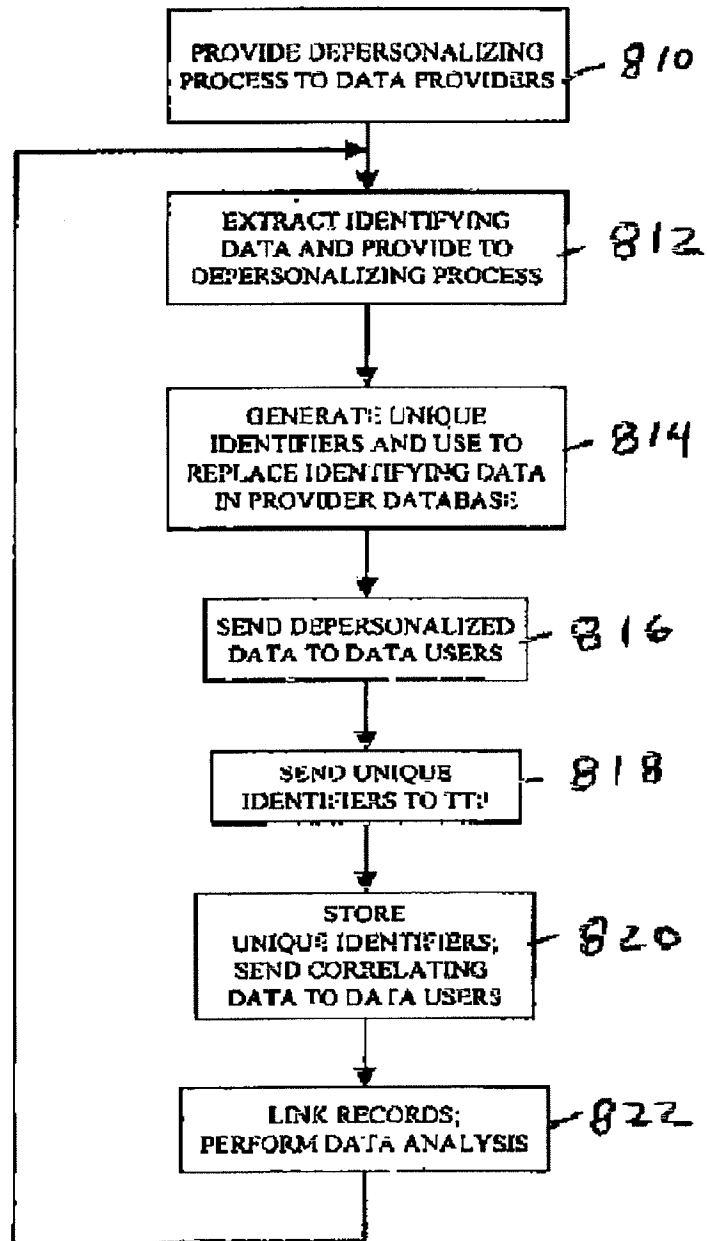 PROVIDE DEPERSONALIZING
PROCESS TO DATA PROVIDERS
810
EXTRACT IDENTIFYING
DATA AND PROVIDE TO
DEPERSONALIZING PROCESS
812
GENERATE UNIQUE
IDENTIFIERS AND USE TO
REPLACE IDENTIFYING DATA
IN PROVIDER DATABASE
814
SEND DEPERSONALIZED
DATA TO DATA USERS
816
SEND UNIQUE
IDENTIFIERS TO TTP
818
STORE
UNIQUE IDENTIFIERS;
SEND CORRELATING
DATA TO DATA USERS
820
LINK RECORDS;
PERFORM DATA ANALYSIS
822